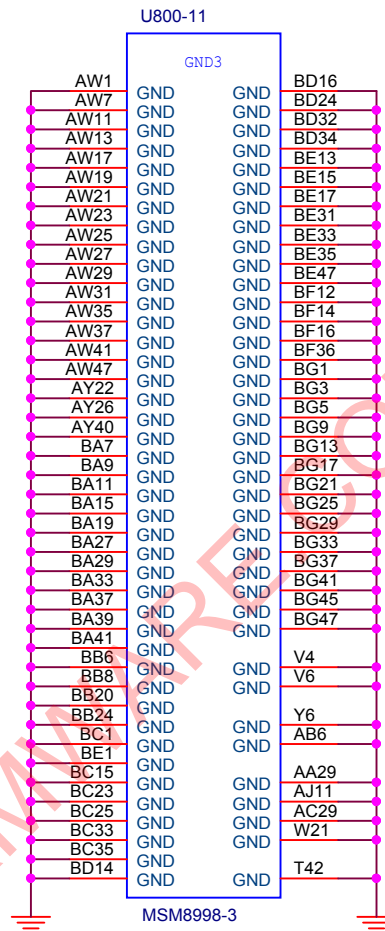 U800-11
GND3
AW1 GND GND BD16
AW7 GND GND BD24
AW11 GND GND BD32
AW13 GND GND BD34
AW17 GND GND BE13
AW19 GND GND BE15
AW21 GND GND BE17
AW23 GND GND BE31
AW25 GND GND BE33
AW27 GND GND BE35
AW29 GND GND BE47
AW31 GND GND BF12
AW35 GND GND BF14
AW37 GND GND BF16
AW41 GND GND BF36
AW47 GND GND BG1
AY22 GND GND BG3
AY26 GND GND BG5
AY40 GND GND BG9
BA7 GND GND BG13
BA9 GND GND BG17
BA11 GND GND BG21
BA15 GND GND BG25
BA19 GND GND BG29
BA27 GND GND BG33
BA29 GND GND BG37
BA33 GND GND BG41
BA37 GND GND BG45
BA39 GND GND BG47
BA41 GND
BB6 GND GND V4
BB8 GND GND V6
BB20 GND
BB24 GND GND Y6
BC1 GND GND AB6
BE1 GND
BC15 GND GND AA29
BC23 GND GND AJ11
BC25 GND GND AC29
BC33 GND GND W21
BC35 GND
BD14 GND GND T42
MSM8998-3
MWARE.CO